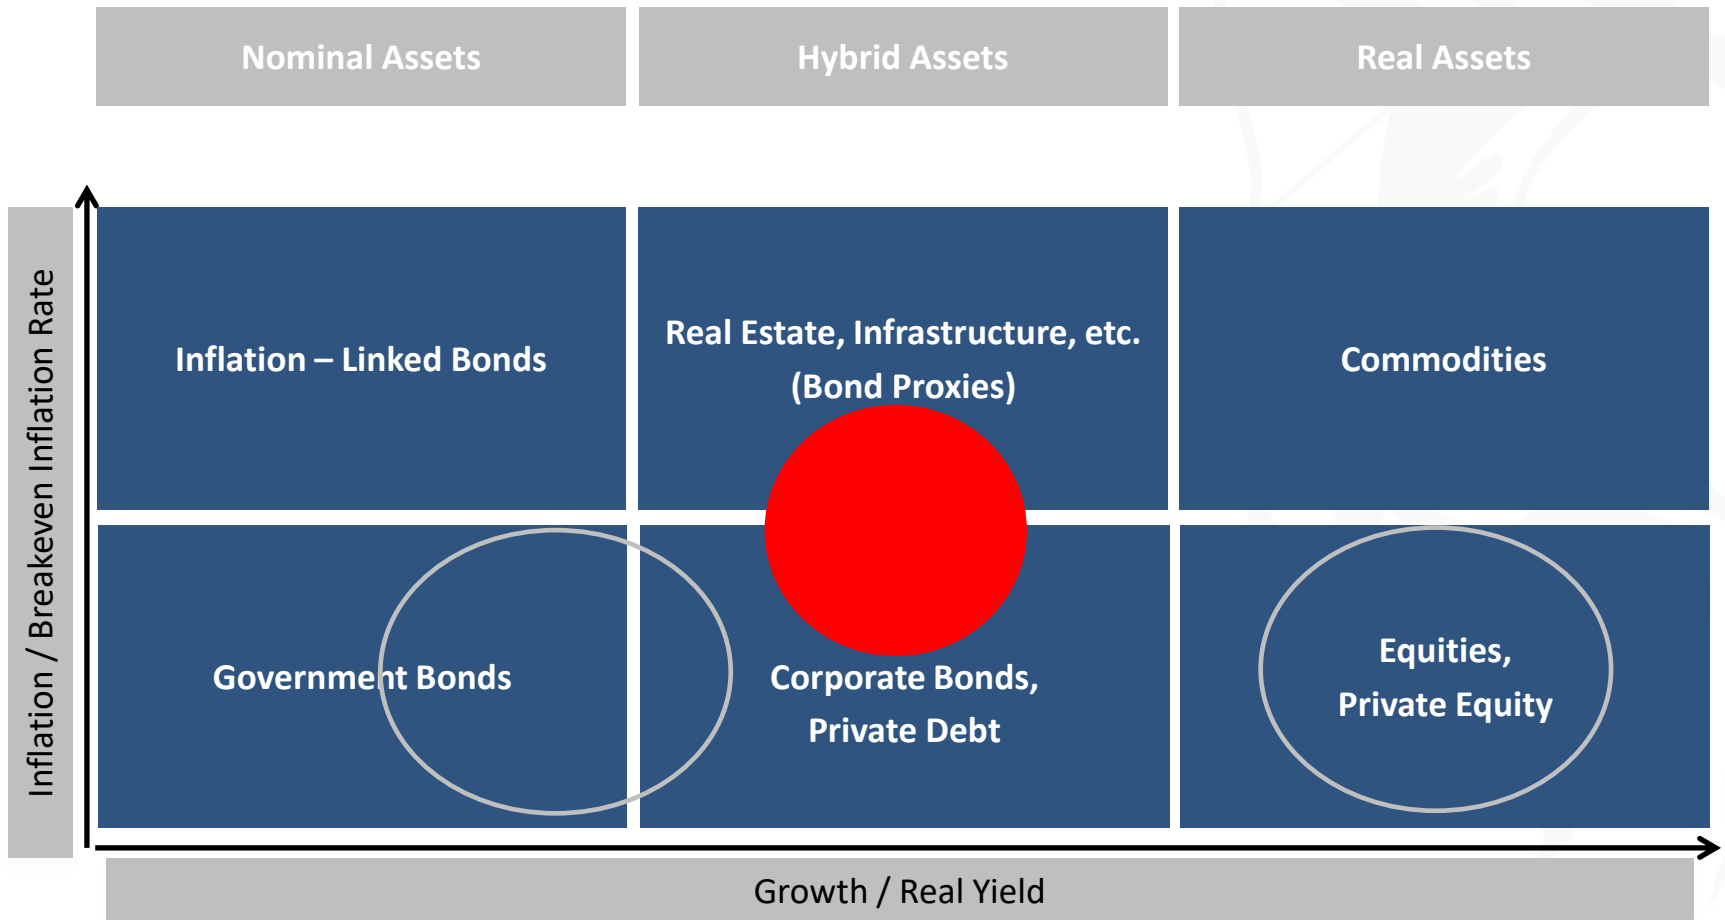 Nominal Assets
Hybrid Assets
Real Assets
Inflation / Breakeven Inflation Rate
Inflation – Linked Bonds
Real Estate, Infrastructure, etc.
(Bond Proxies)
Commodities
Government Bonds
Corporate Bonds,
Private Debt
Equities,
Private Equity
Growth / Real Yield